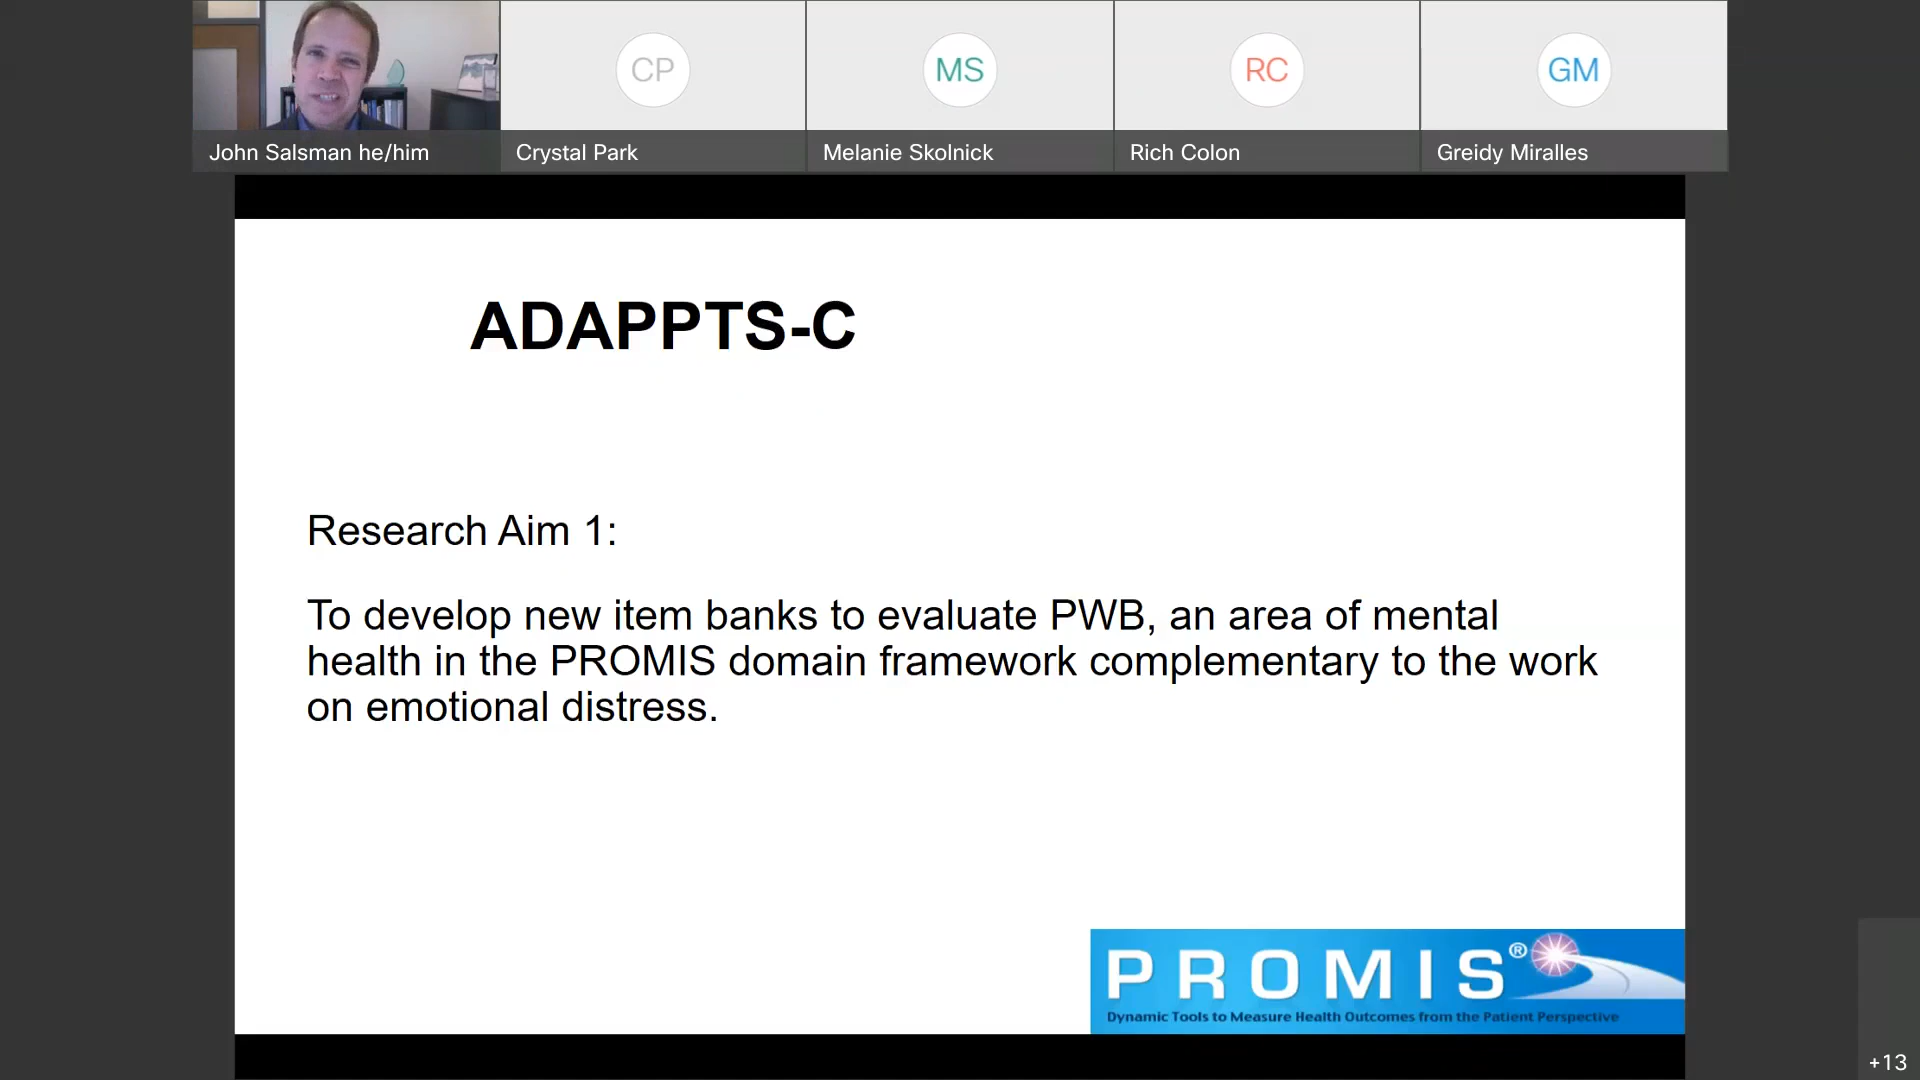 CP
MS
RC
GM
John Salsman he/him
Crystal Park
Melanie Skolnick
Rich Colon
Greidy Miralles
ADAPPTS-C
Research Aim 1:
To develop new item banks to evaluate PWB, an area of mental
health in the PROMIS domain framework complementary to the work
on emotional distress.
PROMIS®
Dynamic Tools to Measure Health Outcomes from the Patient Perspective
+13